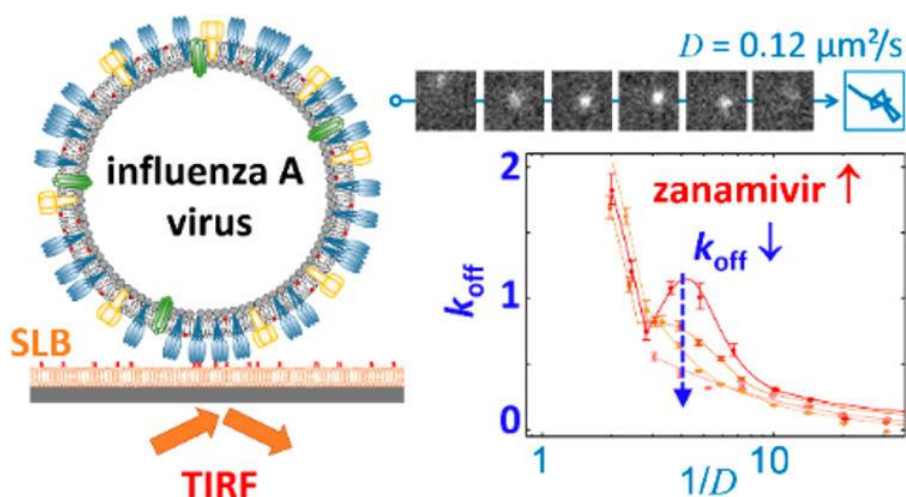 influenza A
virus
SLB
TIRF
D = 0.12 μm²/s
zanamivir ↑
k_off ↓
k_off
2
1
0
1
10
1/D